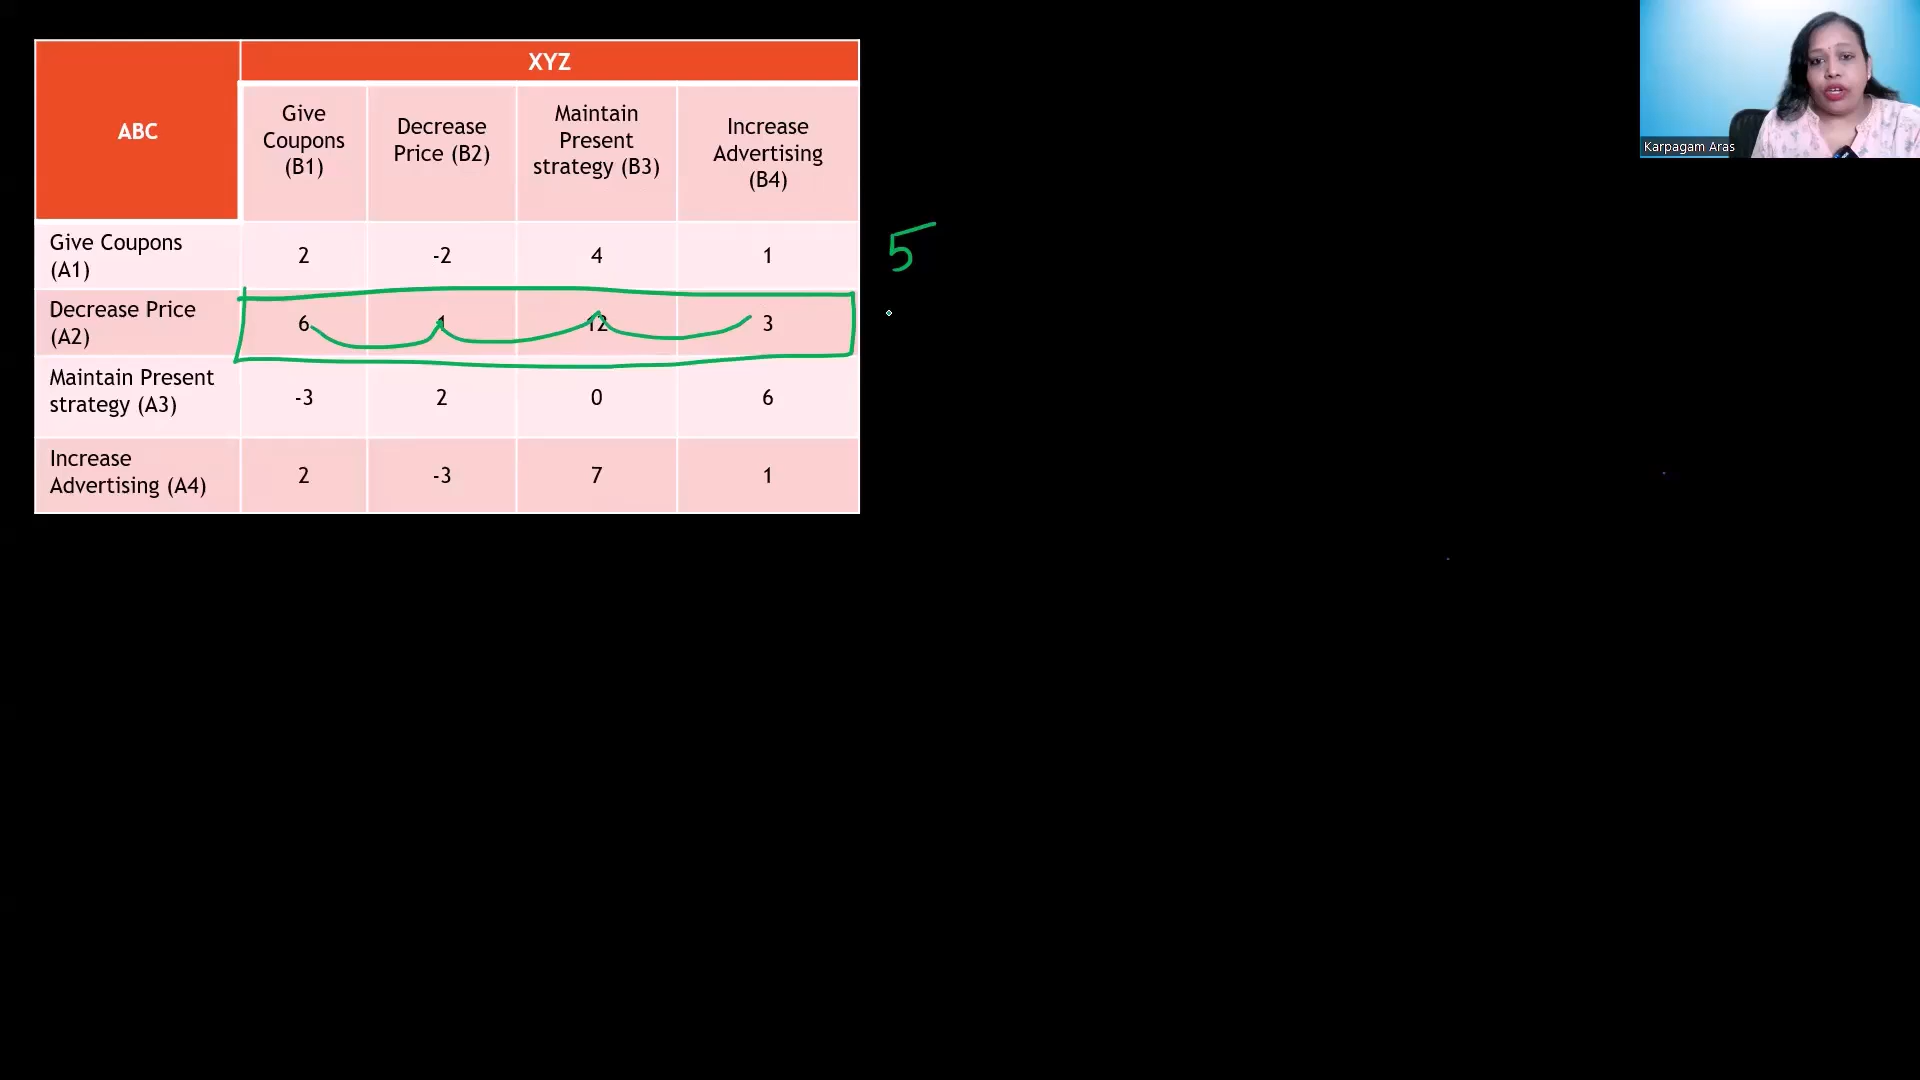 XYZ
ABC
Give
Coupons
(B1)
Decrease
Price (B2)
Maintain
Present
strategy (B3)
Increase
Advertising
(B4)
Give Coupons
(A1)
2
-2
4
1
5
Decrease Price
(A2)
6
1
12
3
Maintain Present
strategy (A3)
-3
2
0
6
Increase
Advertising (A4)
2
-3
7
1
Karpagam Aras